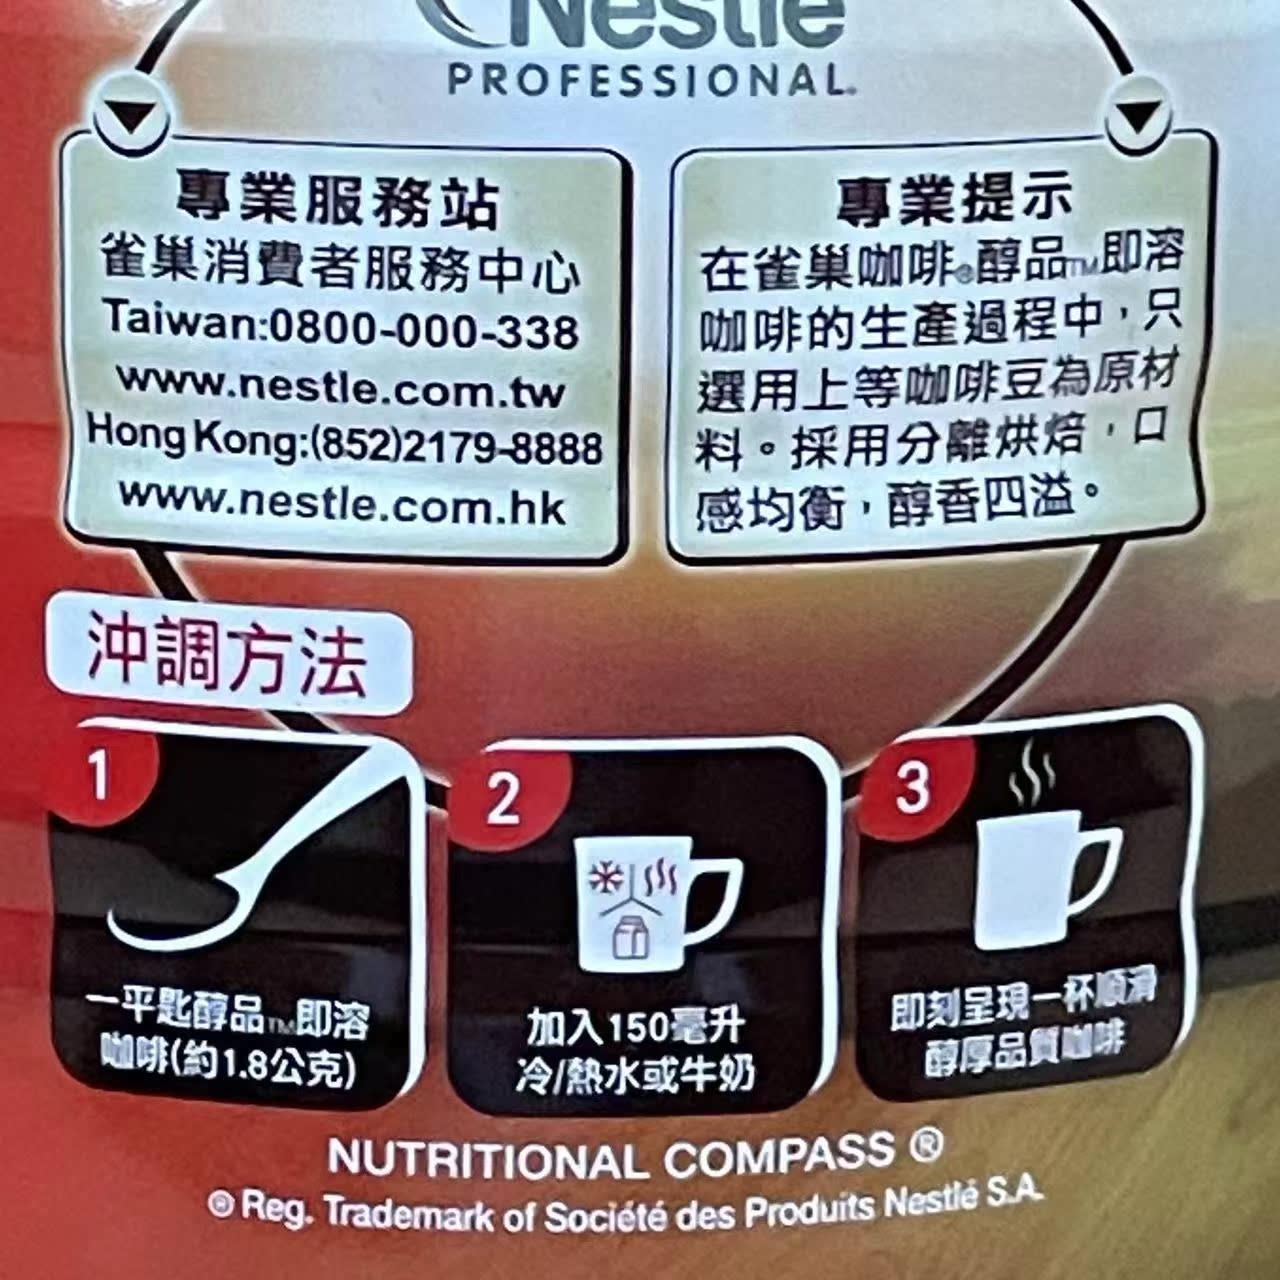 Nestlé
PROFESSIONAL.
專業服務站
雀巢消費者服務中心
Taiwan:0800-000-338
www.nestle.com.tw
Hong Kong:(852)2179-8888
www.nestle.com.hk
專業提示
在雀巢咖啡®醇品™即溶
咖啡的生產過程中，只
選用上等咖啡豆為原材
料。採用分離烘焙，口
感均衡，醇香四溢。
沖調方法
1
一平匙醇品™即溶
咖啡(約1.8公克)
2
加入150毫升
冷/熱水或牛奶
3
即刻呈現一杯順滑
醇厚品質咖啡
NUTRITIONAL COMPASS ®
® Reg. Trademark of Société des Produits Nestlé S.A.